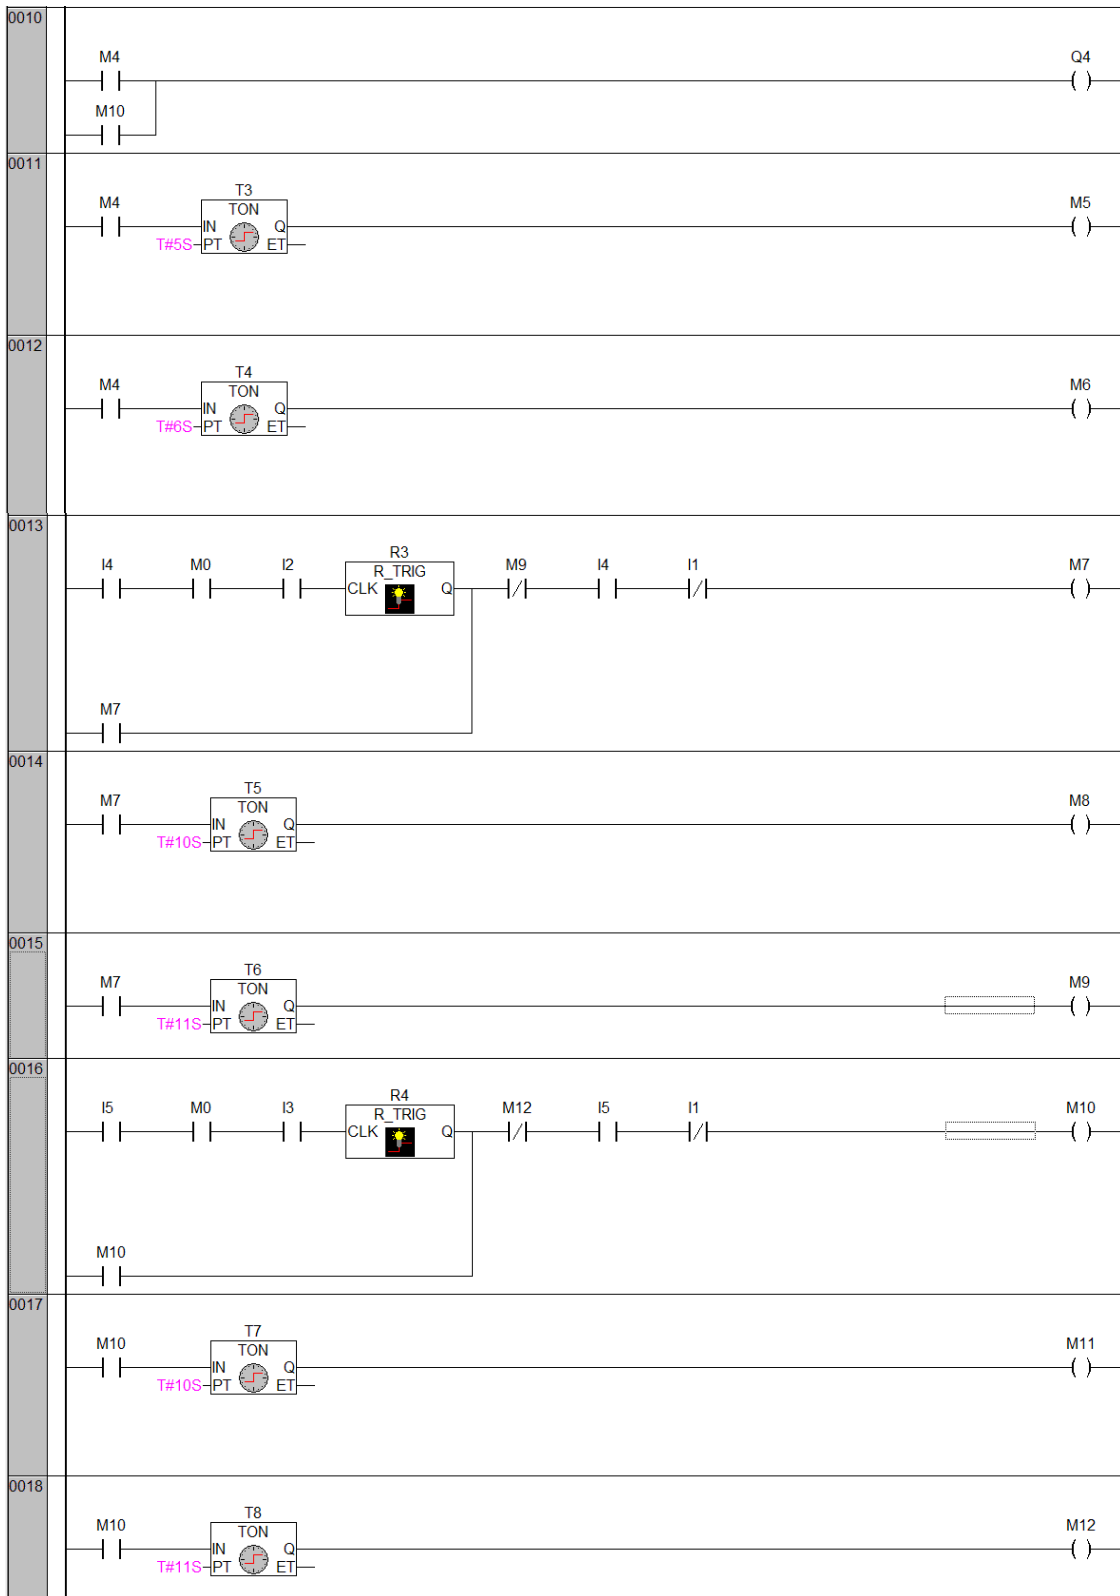 0010
M4 Q4
M10
0011
T3
M4 TON M5
IN Q
T#5S PT ET
0012
T4
M4 TON M6
IN Q
T#6S PT ET
0013
R3
I4 M0 I2 R_TRIG M9 I4 I1 M7
CLK Q
M7
0014
T5
M7 TON M8
IN Q
T#10S PT ET
0015
T6
M7 TON M9
IN Q
T#11S PT ET
0016
R4
I5 M0 I3 R_TRIG M12 I5 I1 M10
CLK Q
M10
0017
T7
M10 TON M11
IN Q
T#10S PT ET
0018
T8
M10 TON M12
IN Q
T#11S PT ET